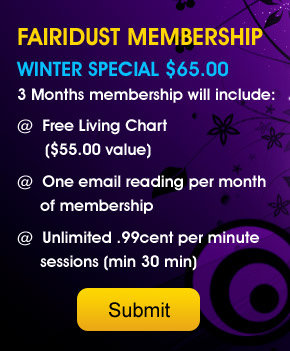 FAIRIDUST MEMBERSHIP
WINTER SPECIAL $65.00
3 Months membership will include:
@ Free Living Chart
($55.00 value)
@ One email reading per month
of membership
@ Unlimited .99cent per minute
sessions (min 30 min)
Submit